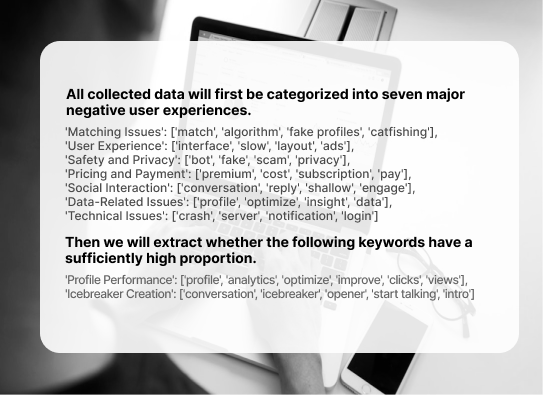 All collected data will first be categorized into seven major
negative user experiences.
'Matching Issues': ['match', 'algorithm', 'fake profiles', 'catfishing'],
'User Experience': ['interface', 'slow', 'layout', 'ads'],
'Safety and Privacy': ['bot', 'fake', 'scam', 'privacy'],
'Pricing and Payment': ['premium', 'cost', 'subscription', 'pay'],
'Social Interaction': ['conversation', 'reply', 'shallow', 'engage'],
'Data-Related Issues': ['profile', 'optimize', 'insight', 'data'],
'Technical Issues': ['crash', 'server', 'notification', 'login']
Then we will extract whether the following keywords have a
sufficiently high proportion.
'Profile Performance': ['profile', 'analytics', 'optimize', 'improve', 'clicks', 'views'],
'Icebreaker Creation': ['conversation', 'icebreaker', 'opener', 'start talking', 'intro']